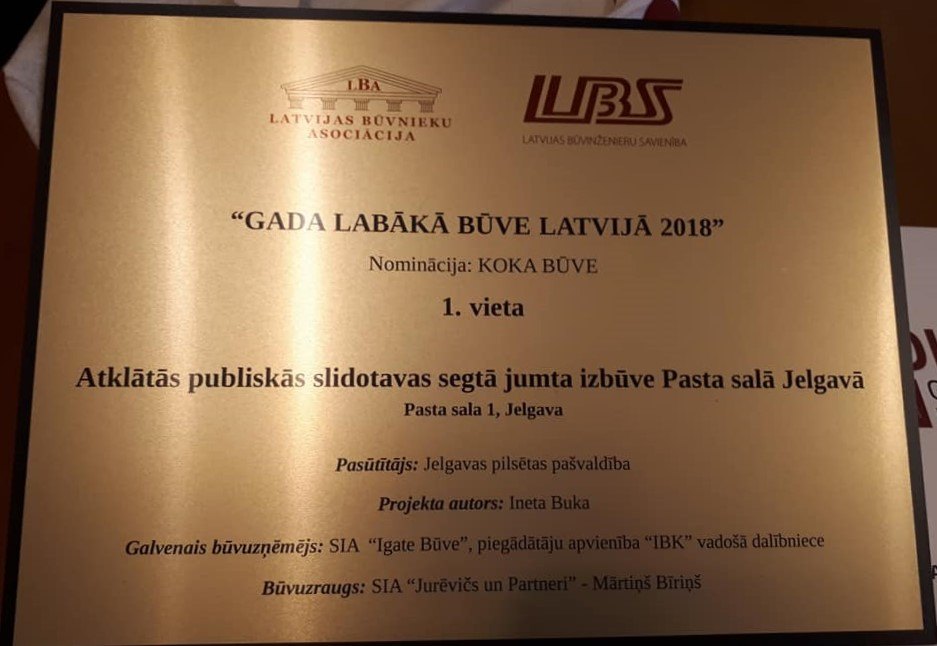 LBA
LATVIJAS BŪVNIEKU
ASOCIĀCIJA
LBS
LATVIJAS BŪVINŽENIERU SAVIENĪBA
“GADA LABĀKĀ BŪVE LATVIJĀ 2018”
Nominācija: KOKA BŪVE
1. vieta
Atklātās publiskās slidotavas segtā jumta izbūve Pasta salā Jelgavā
Pasta sala 1, Jelgava
Pasūtītājs: Jelgavas pilsētas pašvaldība
Projekta autors: Ineta Buka
Galvenais būvuzņēmējs: SIA “Igate Būve”, piegādātāju apvienība “IBK” vadošā dalībniece
Būvuzraugs: SIA “Jurēvičs un Partneri” - Mārtiņš Bīriņš